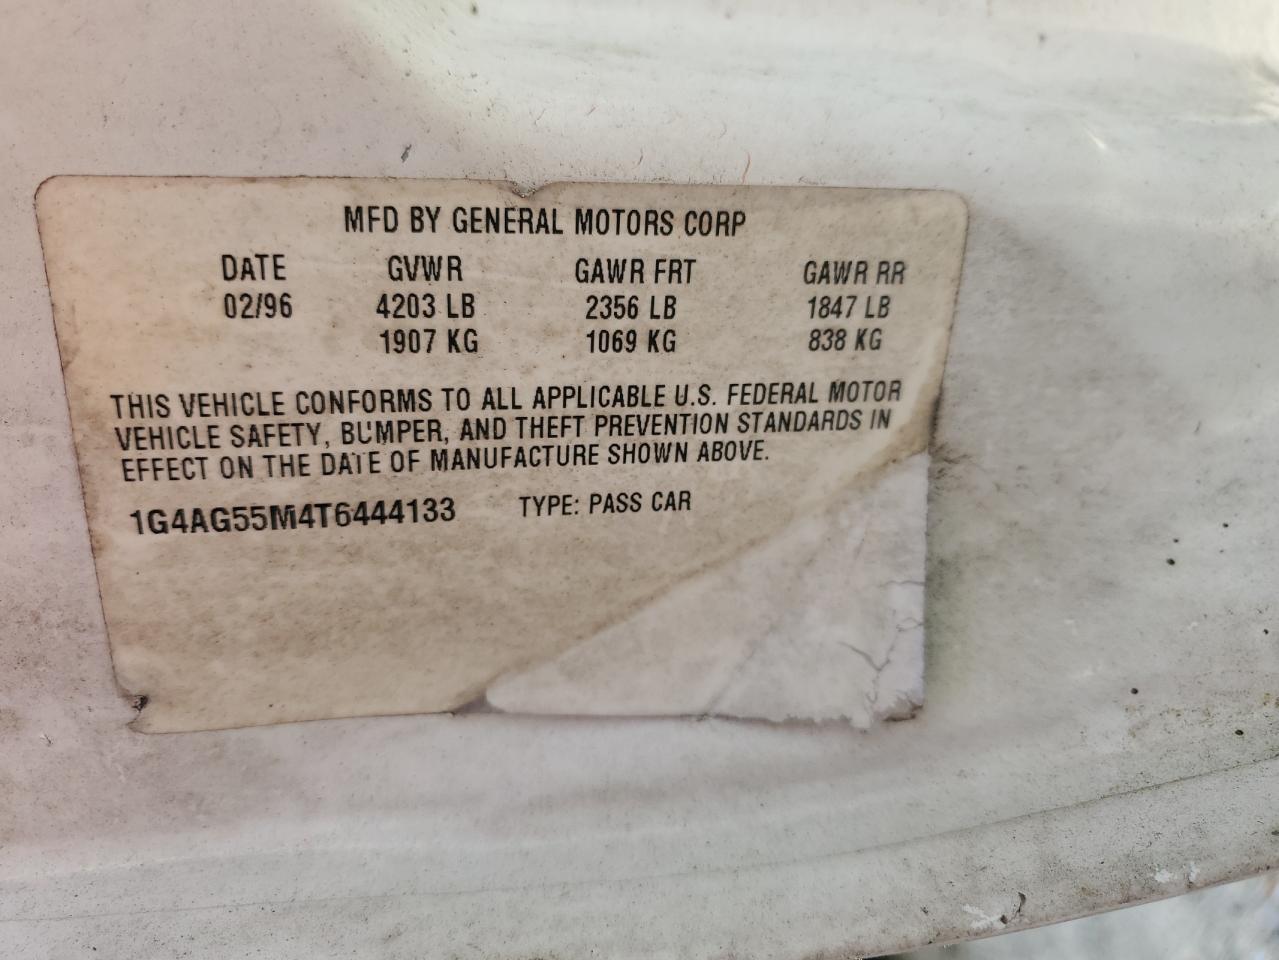 MFD BY GENERAL MOTORS CORP
DATE GVWR GAWR FRT GAWR RR
02/96 4203 LB 2356 LB 1847 LB
1907 KG 1069 KG 838 KG
THIS VEHICLE CONFORMS TO ALL APPLICABLE U.S. FEDERAL MOTOR
VEHICLE SAFETY, BUMPER, AND THEFT PREVENTION STANDARDS IN
EFFECT ON THE DATE OF MANUFACTURE SHOWN ABOVE.
1G4AG55M4T6444133 TYPE: PASS CAR